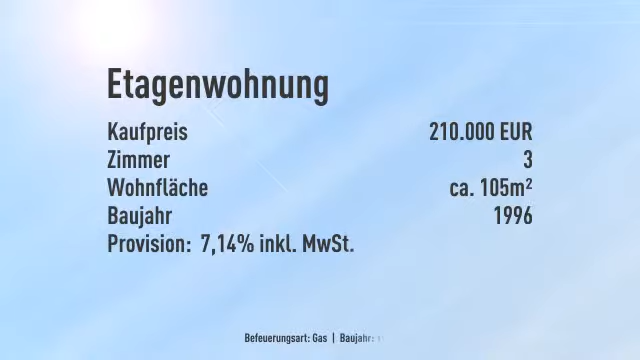 Etagenwohnung
Kaufpreis 210.000 EUR
Zimmer 3
Wohnfläche ca. 105m²
Baujahr 1996
Provision: 7,14% inkl. MwSt.
Befeuerungsart: Gas | Baujahr: